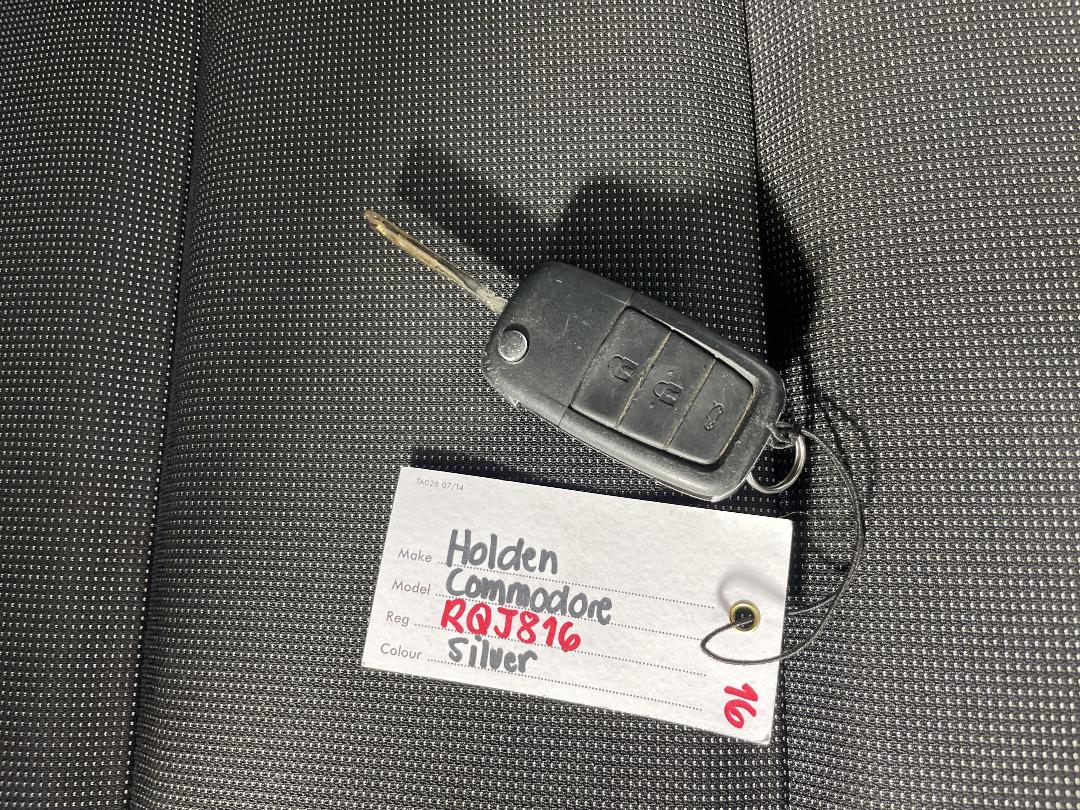 TA028 07/14
Make Holden
Model Commodore
Reg RQJ816
Colour Silver
16